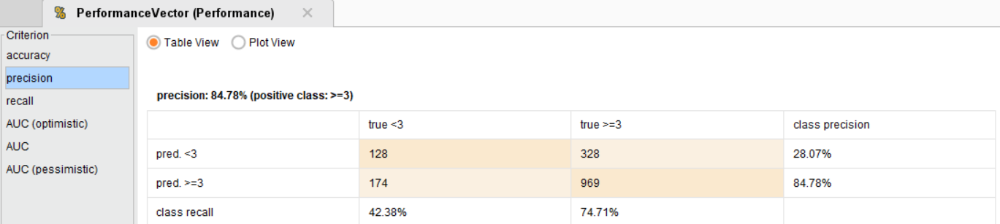 PerformanceVector (Performance)
Criterion
accuracy
precision
recall
AUC (optimistic)
AUC
AUC (pessimistic)
Table View Plot View
precision: 84.78% (positive class: >=3)
true <3 true >=3 class precision
pred. <3 128 328 28.07%
pred. >=3 174 969 84.78%
class recall 42.38% 74.71%